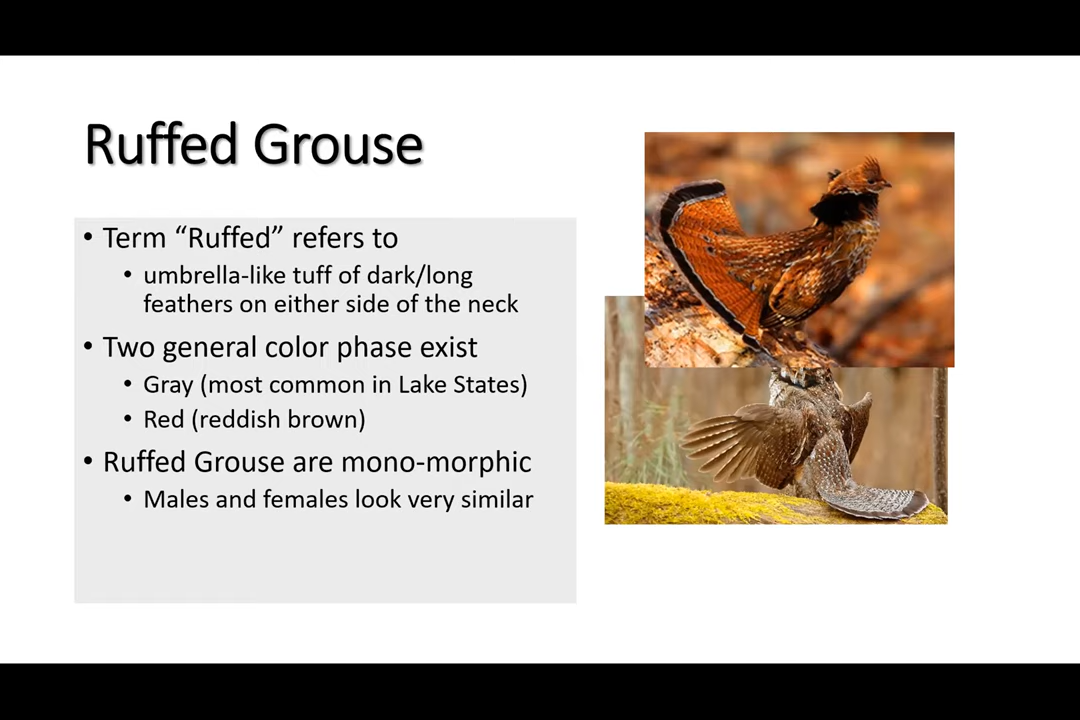 Ruffed Grouse
• Term “Ruffed” refers to
• umbrella-like tuff of dark/long
feathers on either side of the neck
• Two general color phase exist
• Gray (most common in Lake States)
• Red (reddish brown)
• Ruffed Grouse are mono-morphic
• Males and females look very similar